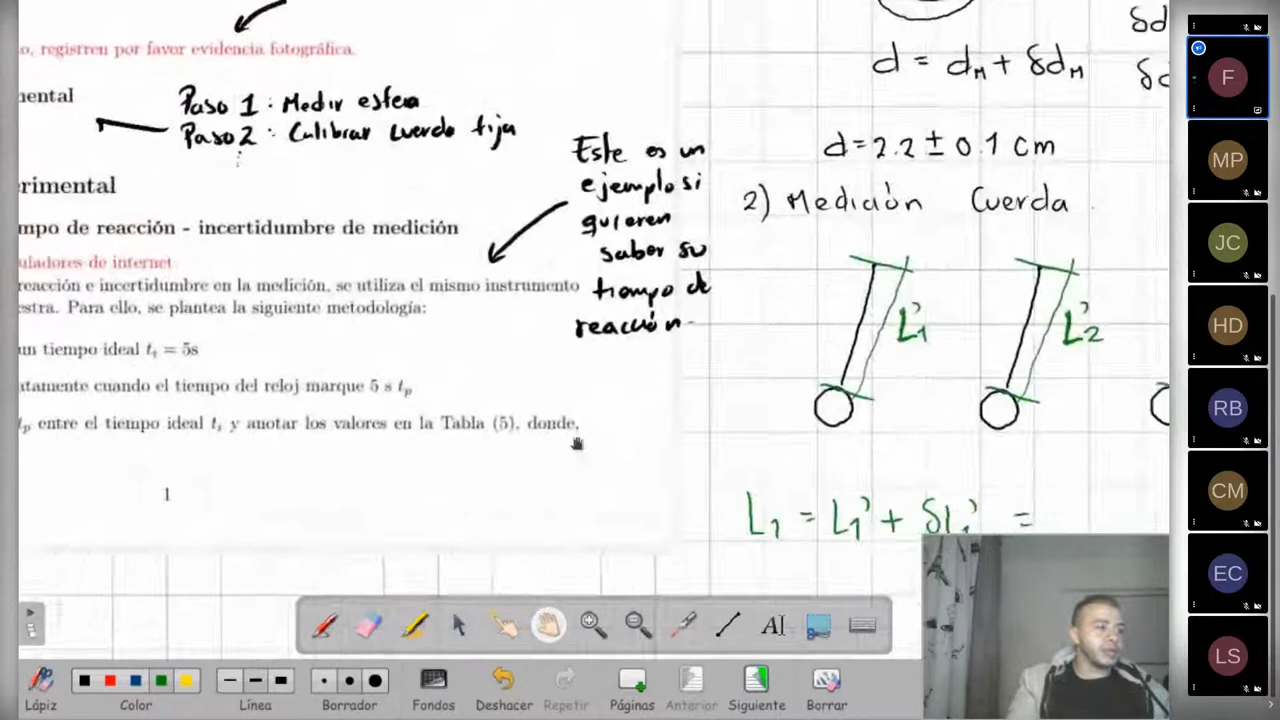 o, registren por favor evidencia fotográfica.
nental
Paso 1 : Medir esfera
Paso 2 : Calibrar cuerda fija
rimental
mpo de reacción - incertidumbre de medición
uladores de internet
reacción e incertidumbre en la medición, se utiliza el mismo instrumento
estra. Para ello, se plantea la siguiente metodología:
un tiempo ideal t_i = 5s
atamente cuando el tiempo del reloj marque 5 s t_p
t_p entre el tiempo ideal t_i y anotar los valores en la Tabla (5), donde,
1
Este es un
ejemplo si
quieren
saber su
tiempo de
reacción
δd
d = d_M + δd_M
d = 2.2 ± 0.1 cm
2) Medición Cuerda
L'_1
L'_2
L_1 = L_1' + δL_1' =
F
MP
JC
HD
RB
CM
EC
LS
Lápiz
Color
Línea
Borrador
Fondos
Deshacer
Repetir
Páginas
Anterior
Siguiente
Borrar